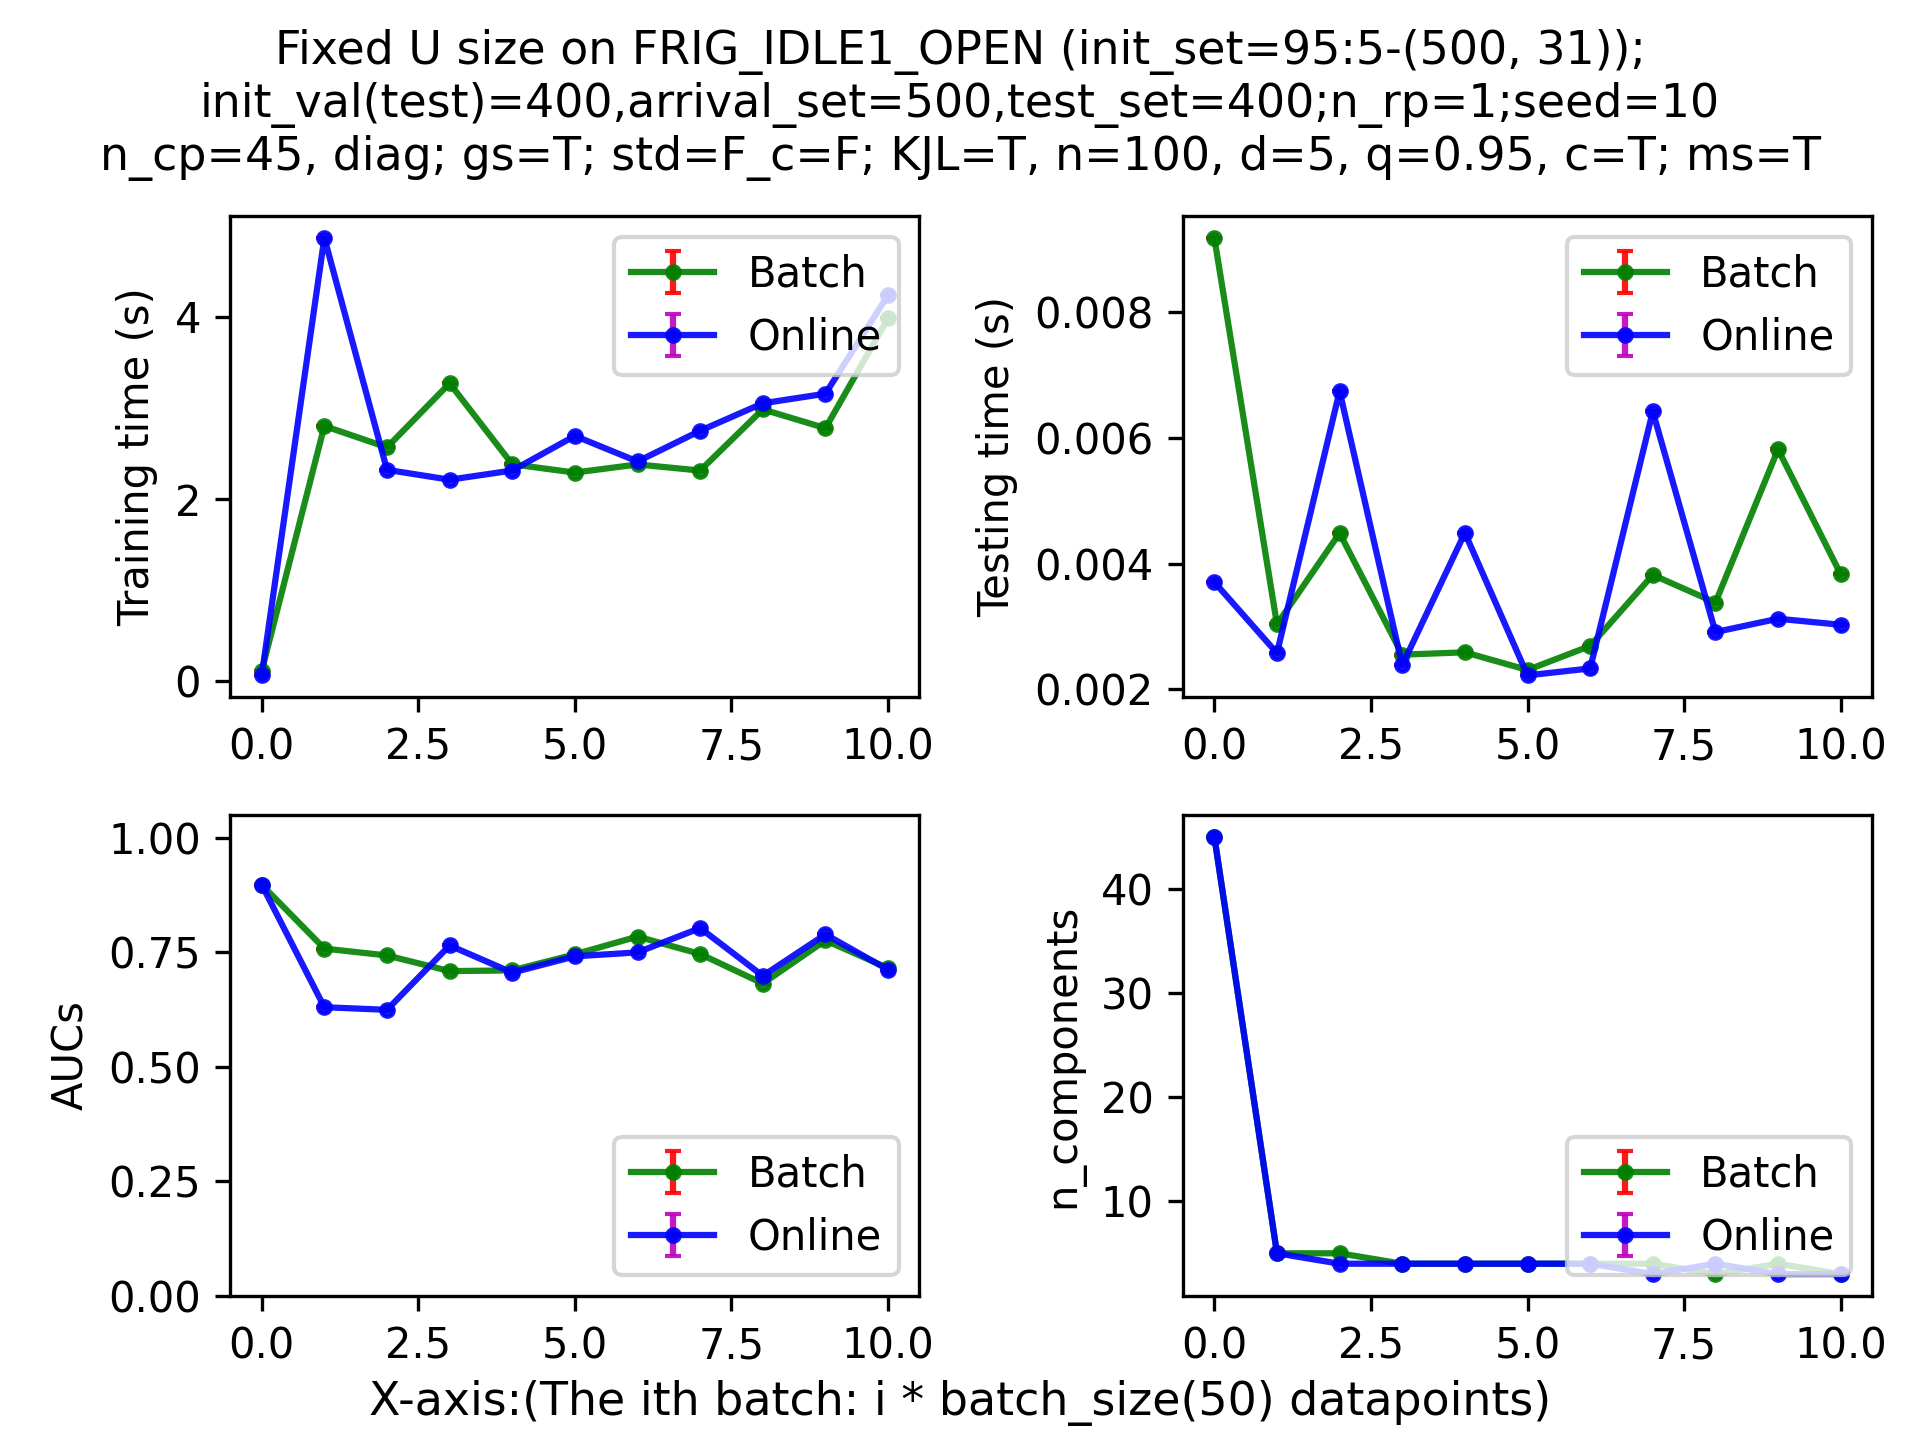 Fixed U size on FRIG_IDLE1_OPEN (init_set=95:5-(500, 31));
init_val(test)=400,arrival_set=500,test_set=400;n_rp=1;seed=10
n_cp=45, diag; gs=T; std=F_c=F; KJL=T, n=100, d=5, q=0.95, c=T; ms=T
Training time (s)
4
2
0
0.0 2.5 5.0 7.5 10.0
Batch
Online
Testing time (s)
0.008
0.006
0.004
0.002
0.0 2.5 5.0 7.5 10.0
Batch
Online
AUCs
1.00
0.75
0.50
0.25
0.00
0.0 2.5 5.0 7.5 10.0
Batch
Online
n_components
40
30
20
10
0.0 2.5 5.0 7.5 10.0
Batch
Online
X-axis:(The ith batch: i * batch_size(50) datapoints)